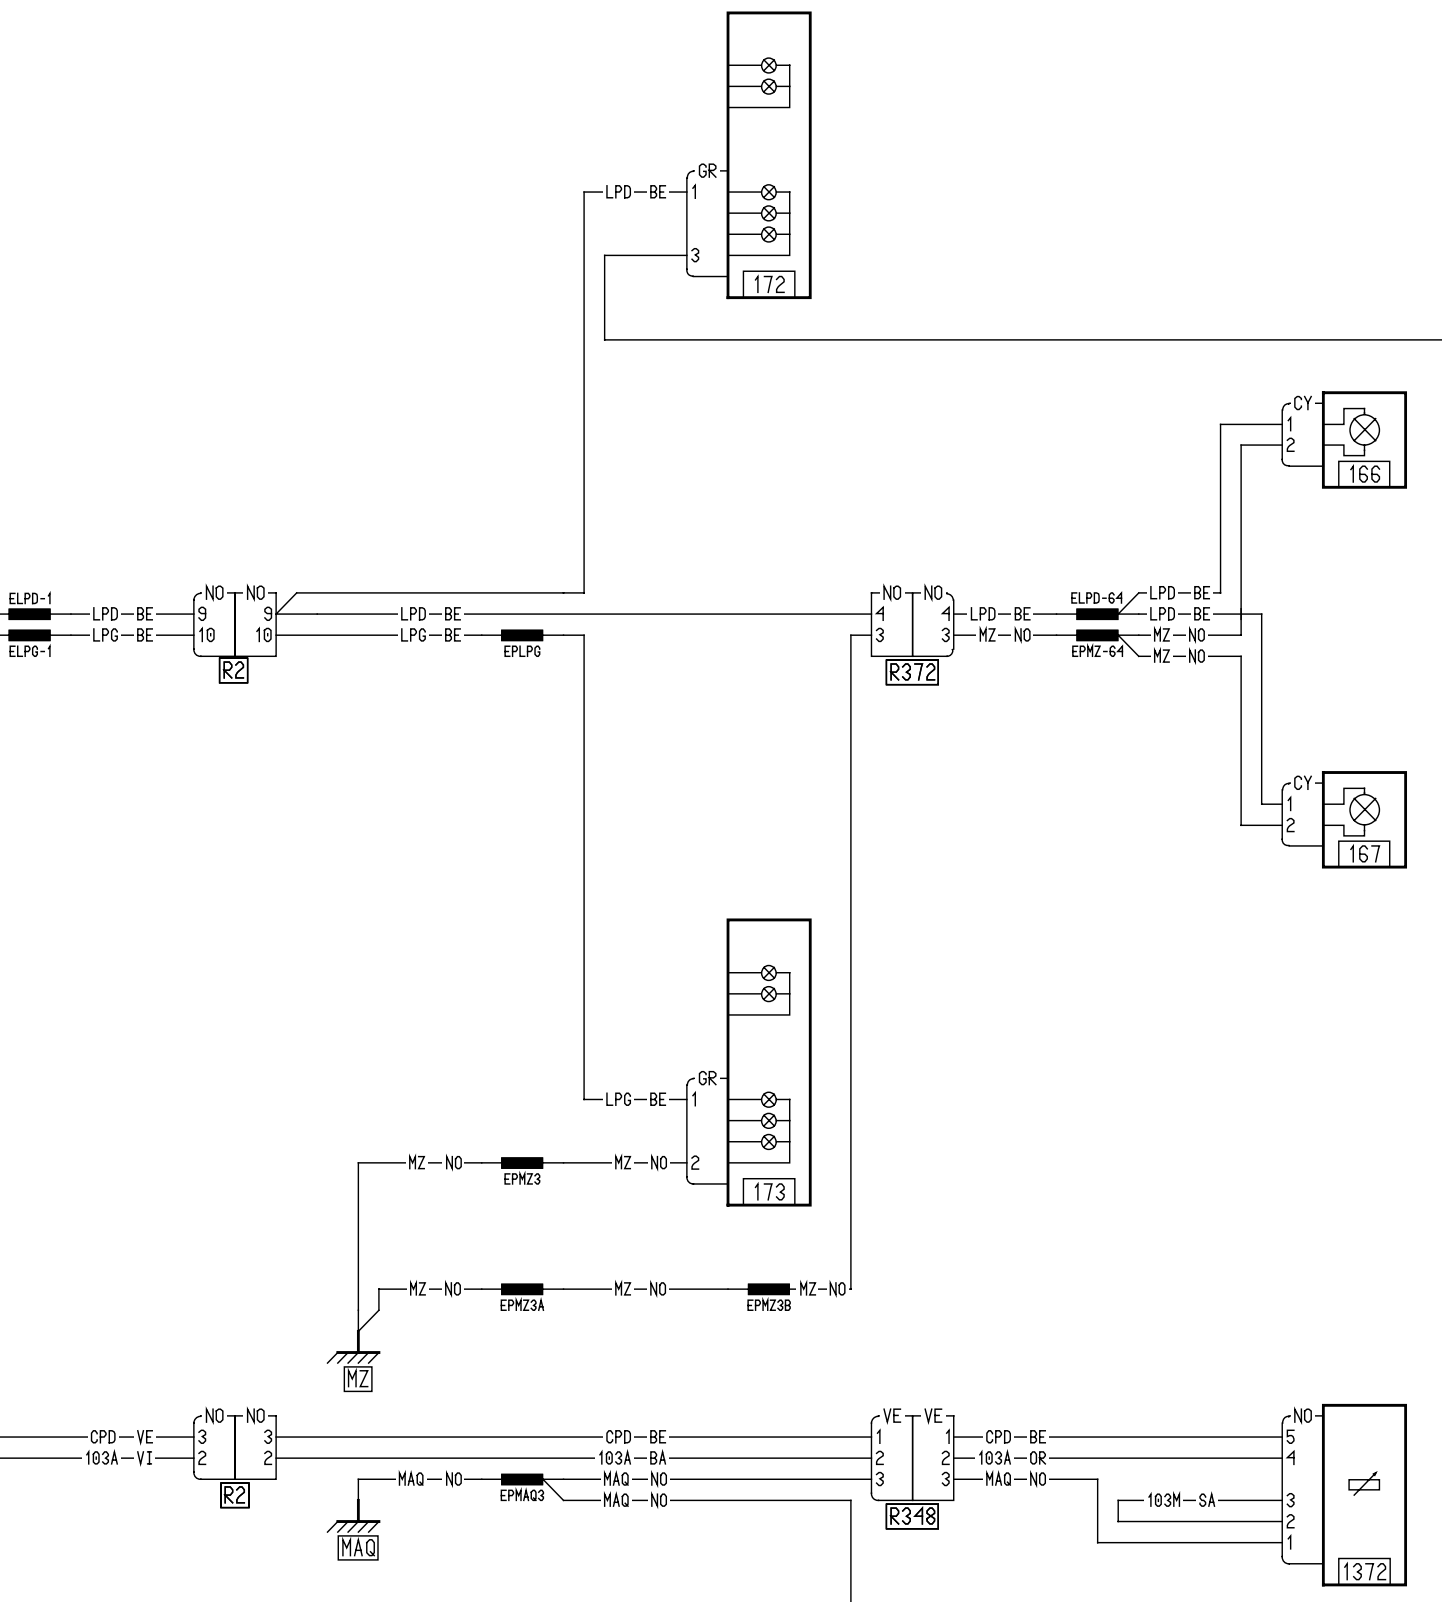 GR
LPD BE 1
3
172
CY
1
2
166
ELPD-1
NO NO
LPD BE 9 9 LPD BE
LPG BE 10 10 LPG BE
ELPG-1
R2
EPLPG
NO NO
4 4 LPD BE
3 3 MZ NO
R372
ELPD-64
LPD BE
LPD BE
EPMZ-64
MZ NO
MZ NO
CY
1
2
167
GR
LPG BE 1
MZ NO EPMZ3 MZ NO 2
173
MZ NO EPMZ3A MZ NO EPMZ3B MZ NO
MZ
NO NO
CPD VE 3 3 CPD BE
103A VI 2 2 103A BA
R2
MAQ NO EPMAQ3 MAQ NO
MAQ NO
MAQ
VE VE
1 1 CPD BE
2 2 103A OR
3 3 MAQ NO
R348
NO
5
4
103M SA 3
2
1
1372